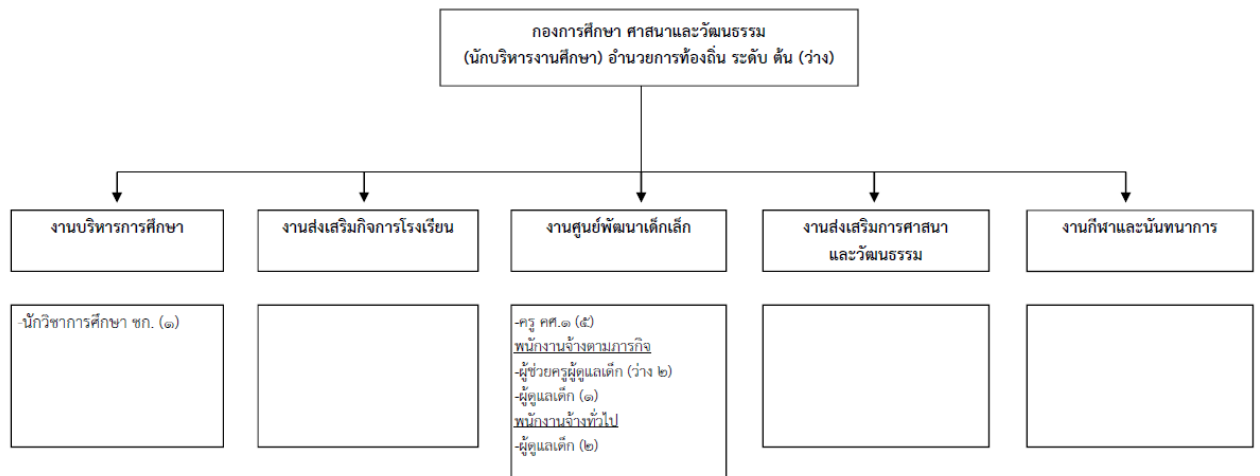 กองการศึกษา ศาสนาและวัฒนธรรม
(นักบริหารงานศึกษา) อำนวยการท้องถิ่น ระดับ ต้น (ว่าง)
งานบริหารการศึกษา
งานส่งเสริมกิจการโรงเรียน
งานศูนย์พัฒนาเด็กเล็ก
งานส่งเสริมการศาสนา
และวัฒนธรรม
งานกีฬาและนันทนาการ
-นักวิชาการศึกษา ชก. (๑)
-ครู คศ.๑ (๕)
พนักงานจ้างตามภารกิจ
-ผู้ช่วยครูผู้ดูแลเด็ก (ว่าง ๒)
-ผู้ดูแลเด็ก (๑)
พนักงานจ้างทั่วไป
-ผู้ดูแลเด็ก (๒)